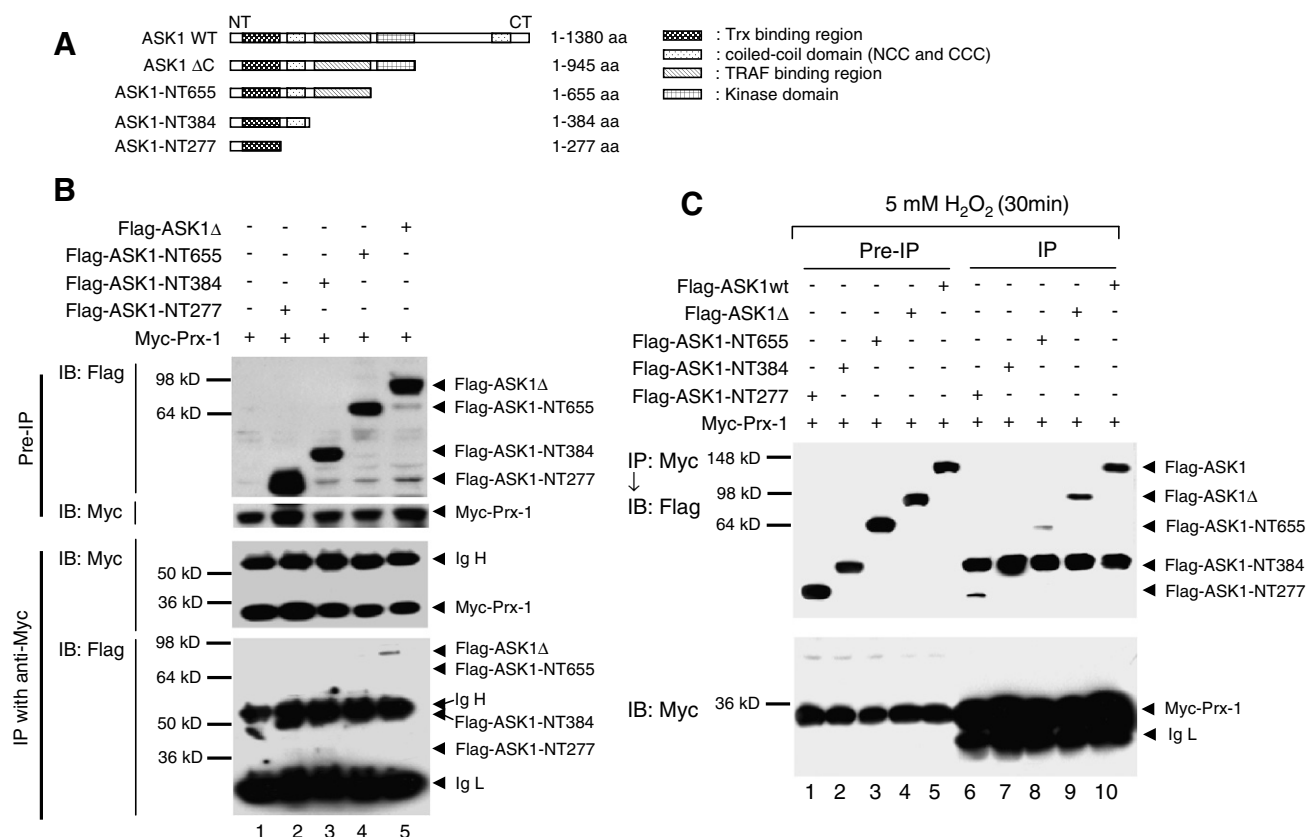 A
NT CT
ASK1 WT 1-1380 aa
ASK1 ΔC 1-945 aa
ASK1-NT655 1-655 aa
ASK1-NT384 1-384 aa
ASK1-NT277 1-277 aa
: Trx binding region
: coiled-coil domain (NCC and CCC)
: TRAF binding region
: Kinase domain
B
Flag-ASK1Δ - - - - +
Flag-ASK1-NT655 - - - + -
Flag-ASK1-NT384 - - + - -
Flag-ASK1-NT277 - + - - -
Myc-Prx-1 + + + + +
Pre-IP
IB: Flag
98 kD
64 kD
Flag-ASK1Δ
Flag-ASK1-NT655
Flag-ASK1-NT384
Flag-ASK1-NT277
IB: Myc
Myc-Prx-1
IP with anti-Myc
IB: Myc
50 kD
36 kD
Ig H
Myc-Prx-1
IB: Flag
98 kD
64 kD
50 kD
36 kD
Flag-ASK1Δ
Flag-ASK1-NT655
Ig H
Flag-ASK1-NT384
Flag-ASK1-NT277
Ig L
1 2 3 4 5
C
5 mM H₂O₂ (30min)
Pre-IP IP
Flag-ASK1wt - - - - + - - - - +
Flag-ASK1Δ - - - + - - - - + -
Flag-ASK1-NT655 - - + - - - - + - -
Flag-ASK1-NT384 - + - - - - + - - -
Flag-ASK1-NT277 + - - - - + - - - -
Myc-Prx-1 + + + + + + + + + +
IP: Myc
↓
IB: Flag
148 kD
98 kD
64 kD
Flag-ASK1
Flag-ASK1Δ
Flag-ASK1-NT655
Flag-ASK1-NT384
Flag-ASK1-NT277
IB: Myc
36 kD
Myc-Prx-1
Ig L
1 2 3 4 5 6 7 8 9 10